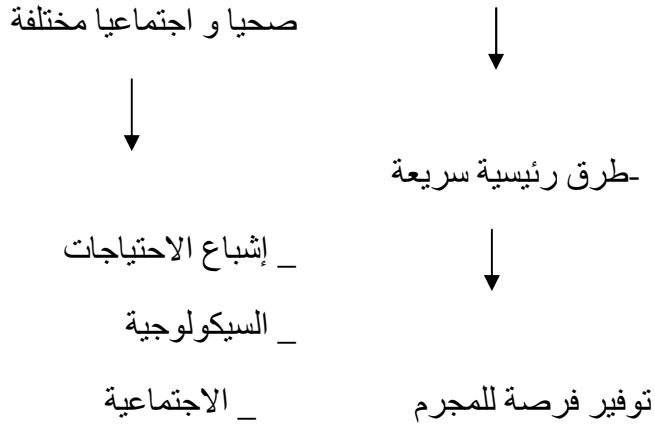 صحيا و اجتماعيا مختلفة
-طرق رئيسية سريعة
_ إشباع الاحتياجات
_ السيكولوجية
توفير فرصة للمجرم
_ الاجتماعية